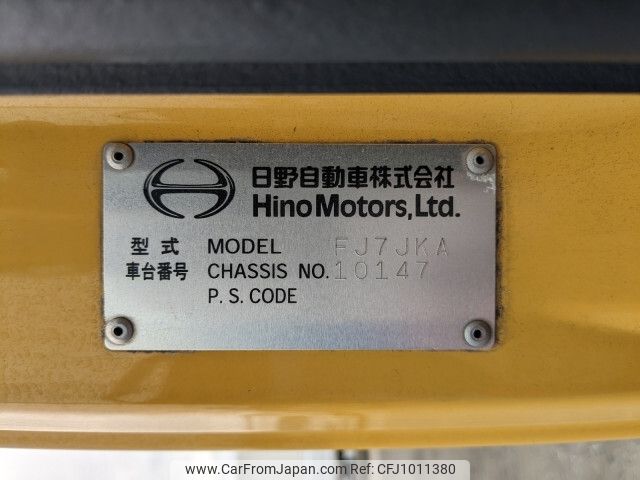 日野自動車株式会社
Hino Motors, Ltd.
型式 MODEL FJ7JKA
車台番号 CHASSIS NO. 10147
P. S. CODE
www.CarFromJapan.com CFJ1011380